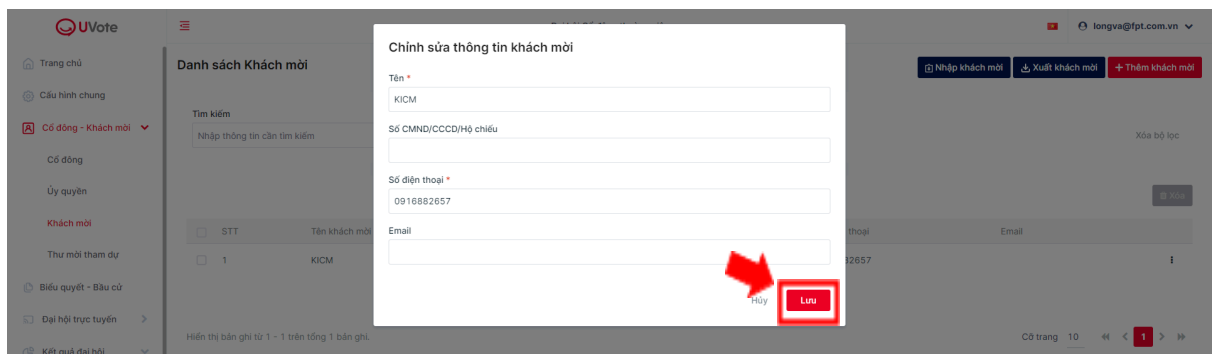 UVote
longva@fpt.com.vn
Trang chủ
Cấu hình chung
Cổ đông - Khách mời
Cổ đông
Ủy quyền
Khách mời
Thư mời tham dự
Biểu quyết - Bầu cử
Đại hội trực tuyến
Kết quả đại hội
Danh sách Khách mời
Nhập khách mời
Xuất khách mời
+ Thêm khách mời
Tìm kiếm
Nhập thông tin cần tìm kiếm
Xóa bộ lọc
Xóa
STT
Tên khách mời
thoại
Email
1
KICM
32657
Hiển thị bản ghi từ 1 - 1 trên tổng 1 bản ghi.
Cỡ trang 10
1
Chỉnh sửa thông tin khách mời
Tên *
KICM
Số CMND/CCCD/Hộ chiếu
Số điện thoại *
0916882657
Email
Hủy
Lưu